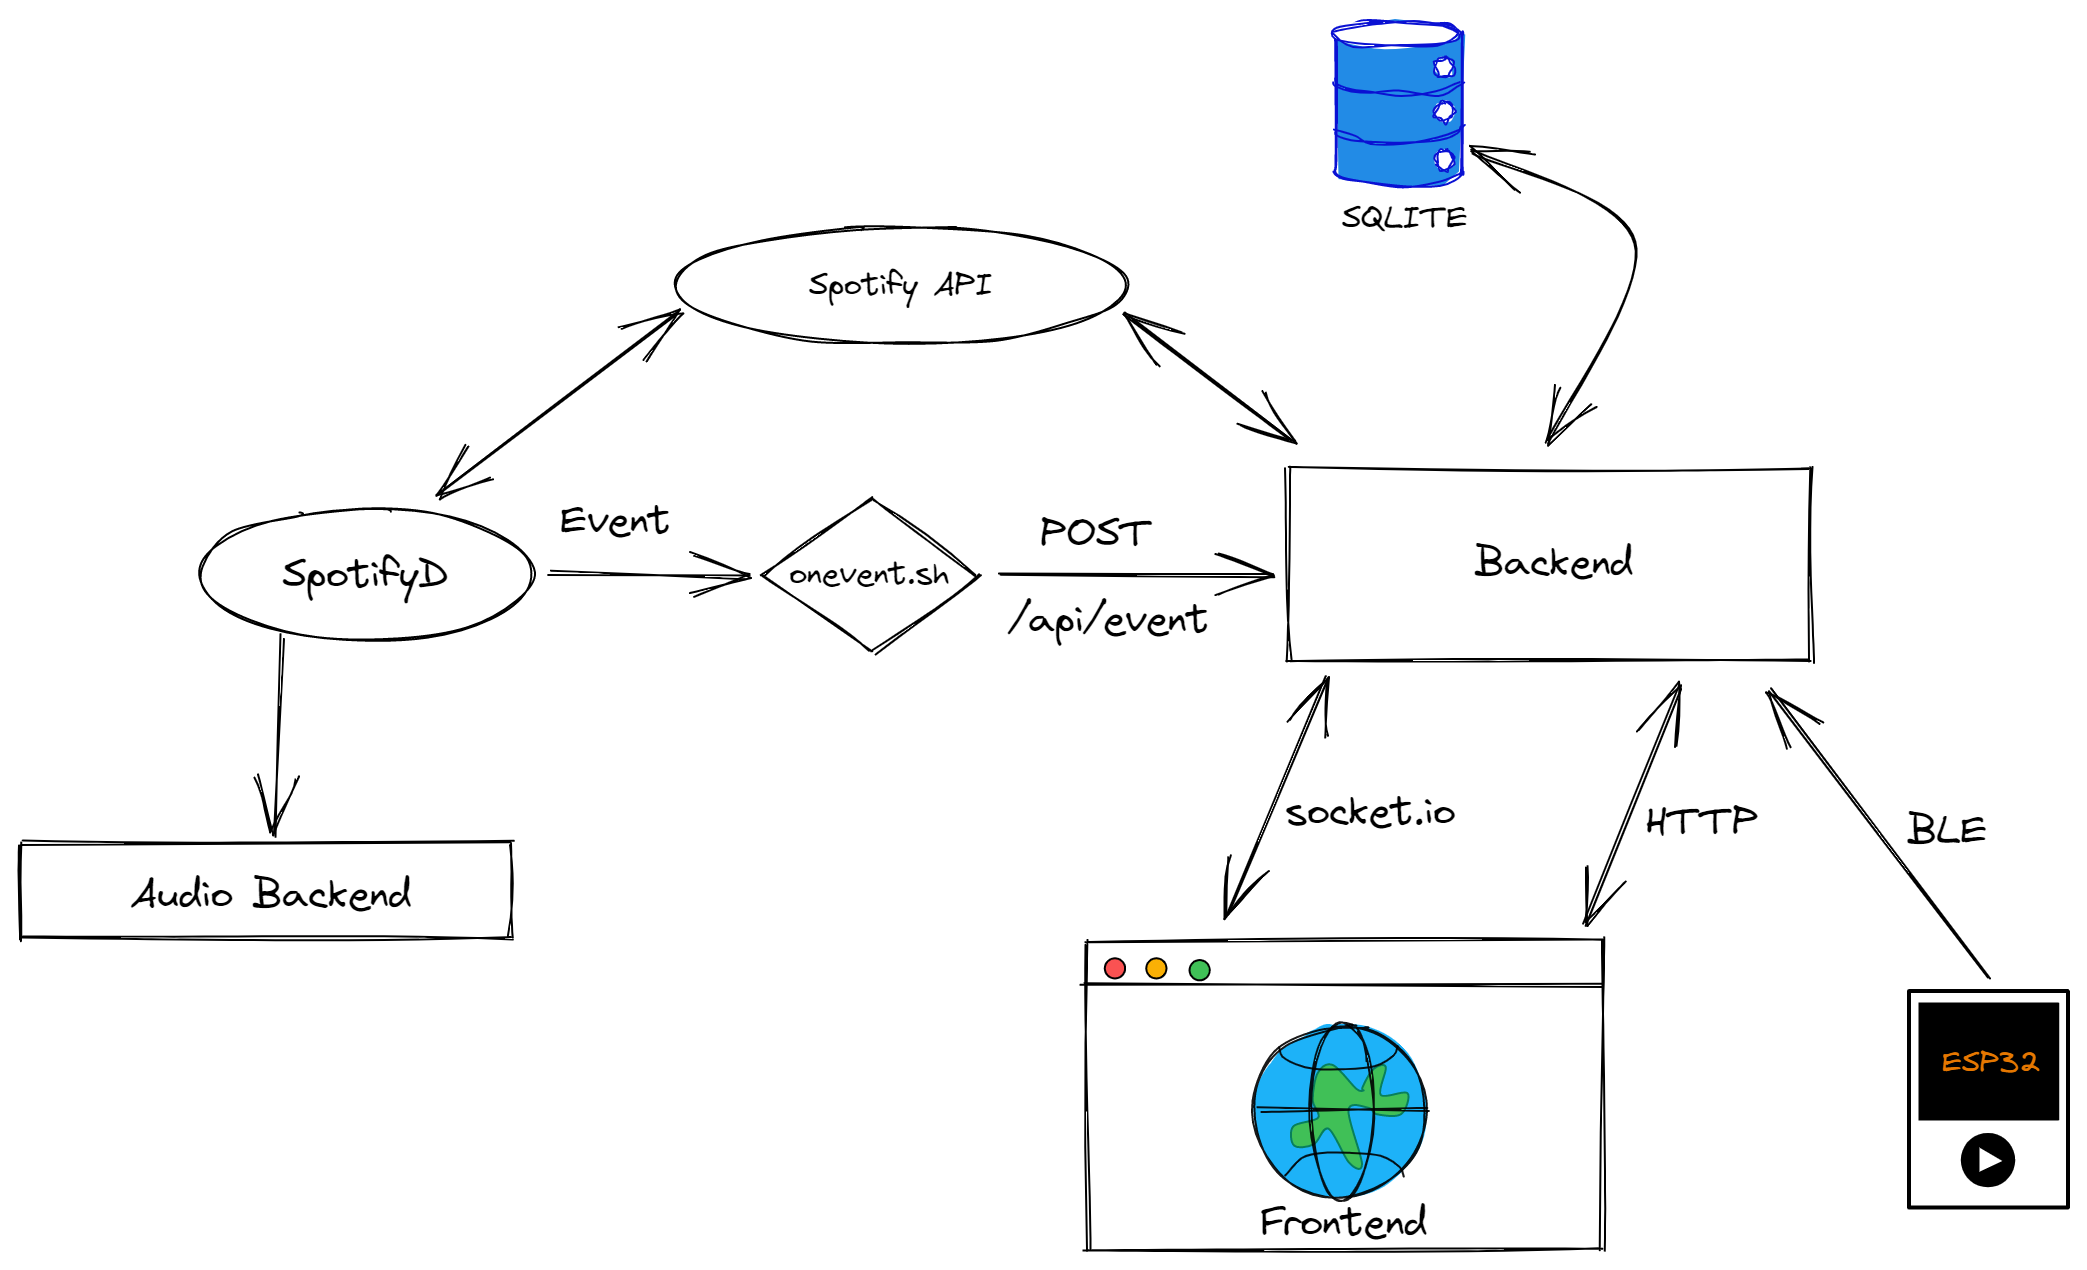 SQLITE
Spotify API
Event
POST
SpotifyD
onevent.sh
Backend
/api/event
socket.io
HTTP
BLE
Audio Backend
ESP32
Frontend